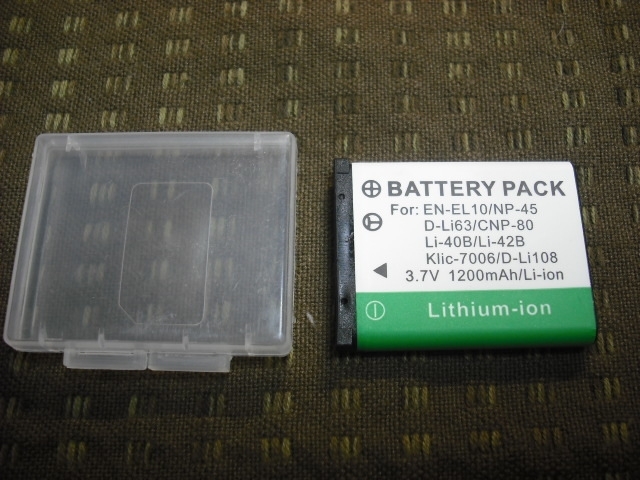 BATTERY PACK
For: EN-EL10/NP-45
D-Li63/CNP-80
Li-40B/Li-42B
Klic-7006/D-Li108
3.7V 1200mAh/Li-ion
Lithium-ion